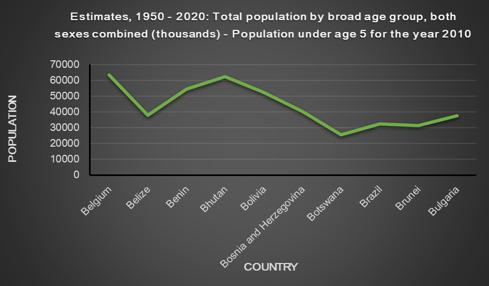 Estimates, 1950 - 2020: Total population by broad age group, both
sexes combined (thousands) - Population under age 5 for the year 2010
POPULATION
70000
60000
50000
40000
30000
20000
10000
0
Belgium
Belize
Benin
Bhutan
Bolivia
Bosnia and Herzegovina
Botswana
Brazil
Brunei
Bulgaria
COUNTRY